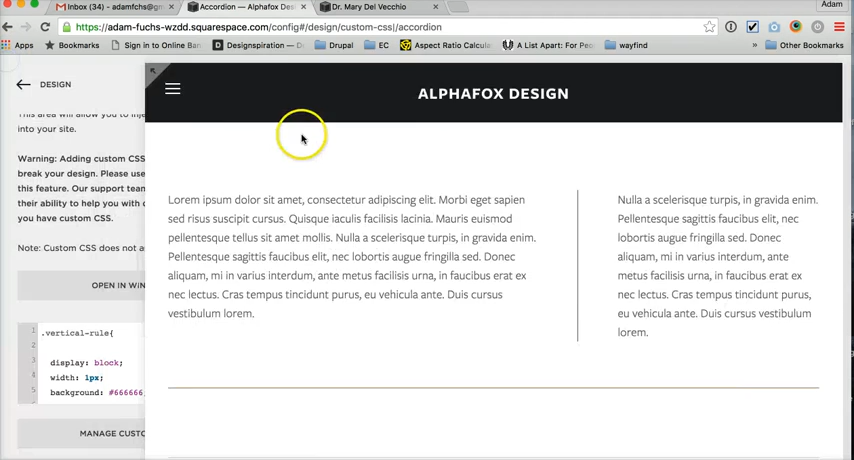 Inbox (34) - adamfchs@gmai
Accordion — Alphafox Des
Dr. Mary Del Vecchio
Adam
https://adam-fuchs-wzdd.squarespace.com/config#/design/custom-css|/accordion
Apps
Bookmarks
Sign in to Online Ban
Designspiration —
Drupal
EC
Aspect Ratio Calcula
A List Apart: For Peo
wayfind
Other Bookmarks
DESIGN
ALPHAFOX DESIGN
This area will allow you to inje
into your site.
Warning: Adding custom CSS
break your design. Please use
this feature. Our support team
their ability to help you with c
you have custom CSS.
Note: Custom CSS does not a
OPEN IN WIN
1 .vertical-rule{
2
3 display: block;
4 width: 1px;
5 background: #666666;
MANAGE CUSTO
Lorem ipsum dolor sit amet, consectetur adipiscing elit. Morbi eget sapien
sed risus suscipit cursus. Quisque iaculis facilisis lacinia. Mauris euismod
pellentesque tellus sit amet mollis. Nulla a scelerisque turpis, in gravida enim.
Pellentesque sagittis faucibus elit, nec lobortis augue fringilla sed. Donec
aliquam, mi in varius interdum, ante metus facilisis urna, in faucibus erat ex
nec lectus. Cras tempus tincidunt purus, eu vehicula ante. Duis cursus
vestibulum lorem.
Nulla a scelerisque turpis, in gravida enim.
Pellentesque sagittis faucibus elit, nec
lobortis augue fringilla sed. Donec
aliquam, mi in varius interdum, ante
metus facilisis urna, in faucibus erat ex
nec lectus. Cras tempus tincidunt purus,
eu vehicula ante. Duis cursus vestibulum
lorem.